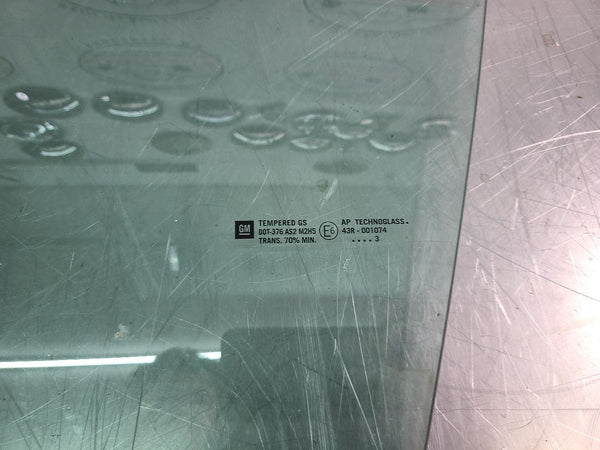 GM
TEMPERED GS
DOT-376 AS2 M2H5
TRANS. 70% MIN.
E6
AP TECHNOGLASS.
43R - 001074
.... 3